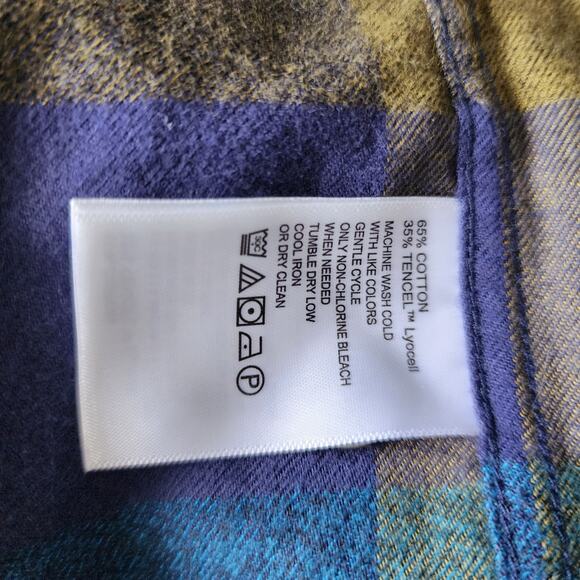 65% COTTON
35% TENCEL™ Lyocell
MACHINE WASH COLD
WITH LIKE COLORS
GENTLE CYCLE
ONLY NON-CHLORINE BLEACH
WHEN NEEDED
TUMBLE DRY LOW
COOL IRON
OR DRY CLEAN
P